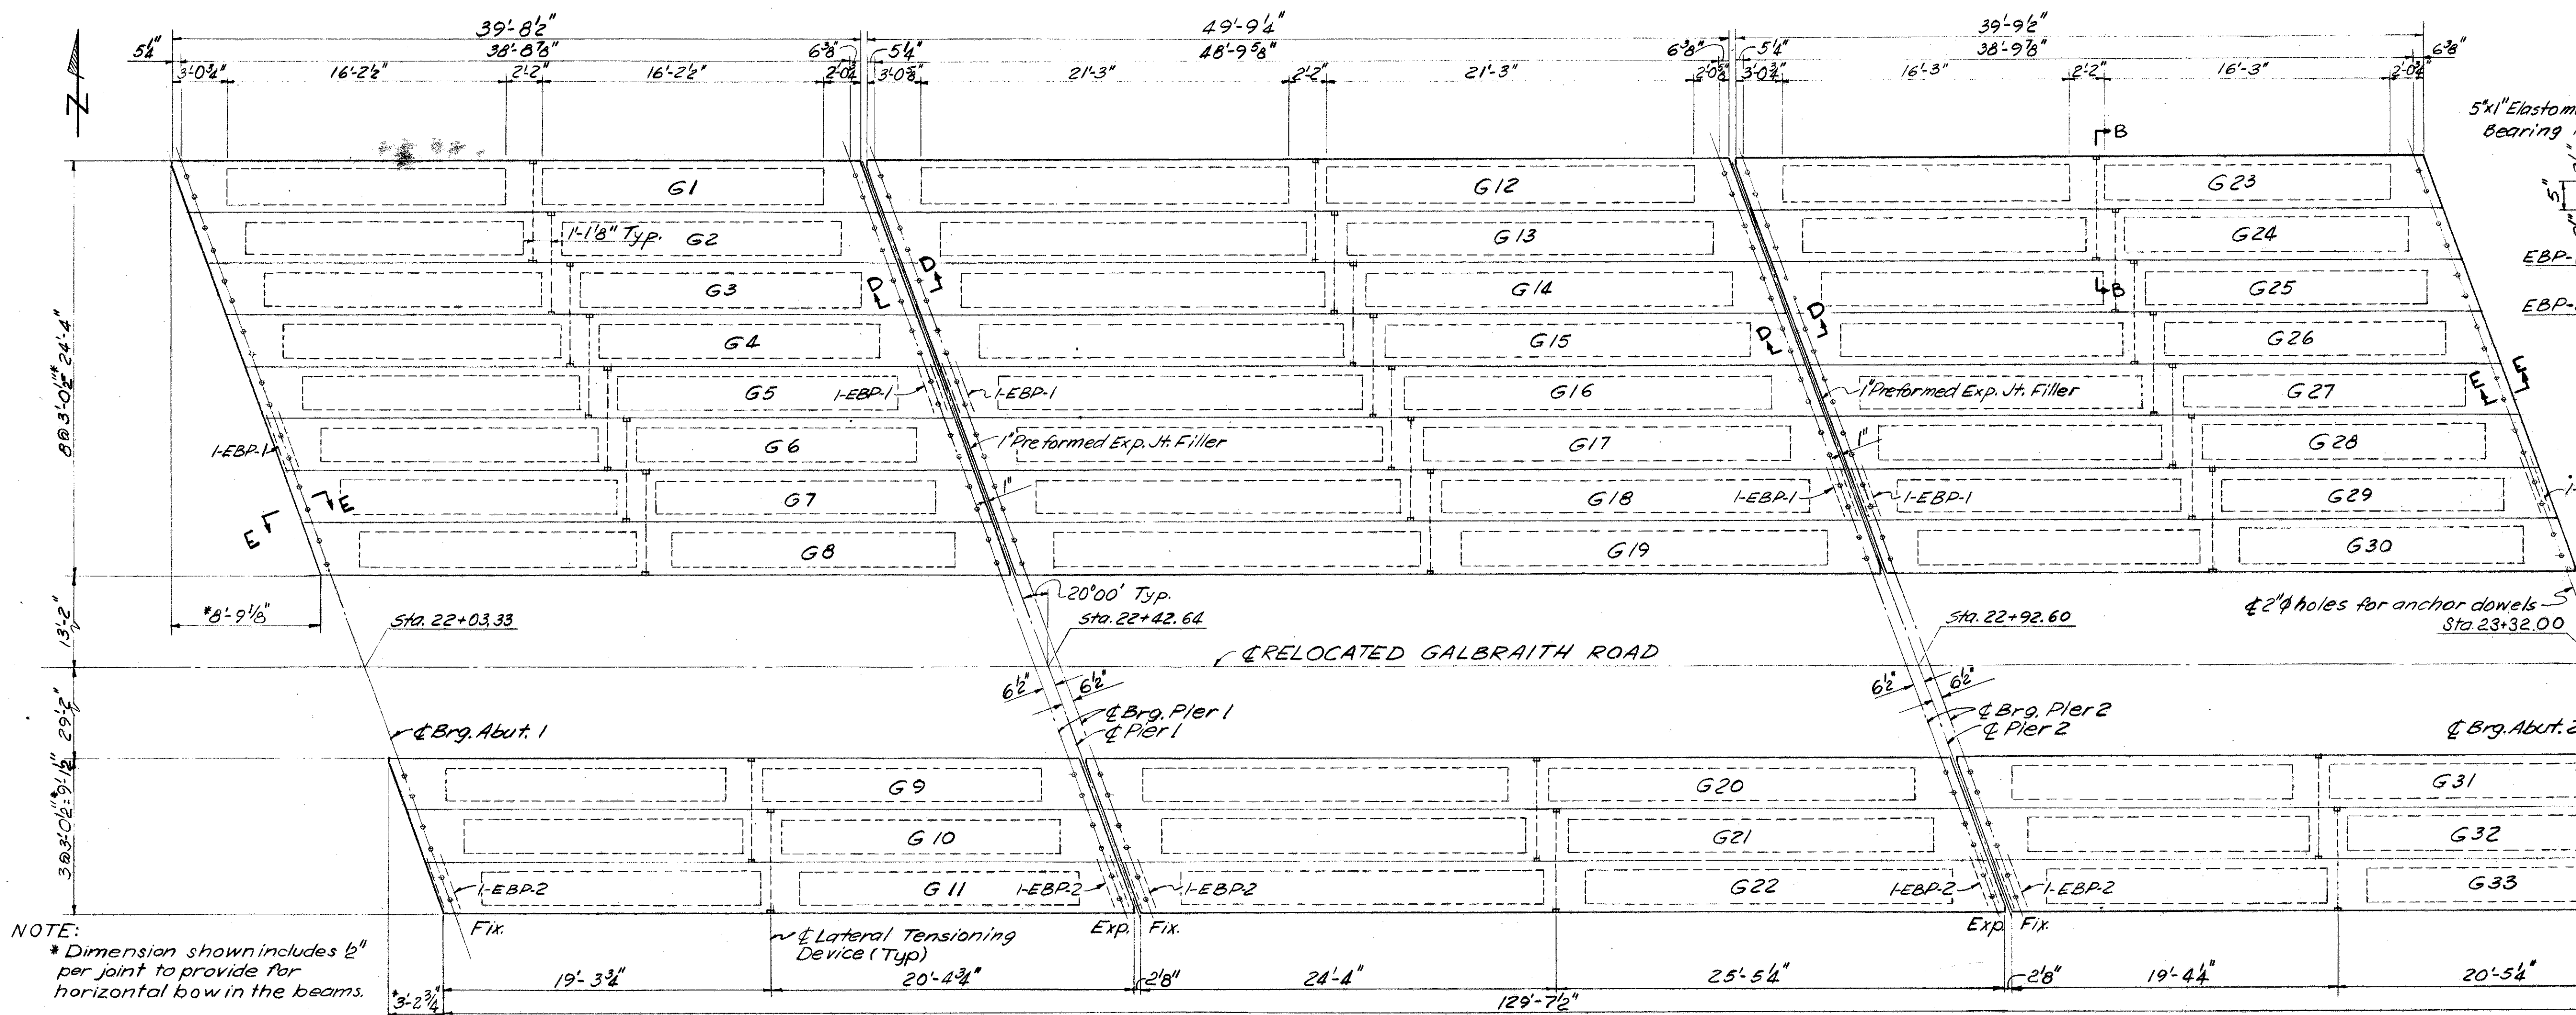 39'-8½" 49'-9¼" 39'-9½"
5¼" 38'-8⅞" 6⅜" 5¼" 48'-9⅝" 6⅜" 5¼" 38'-9⅞" 6⅜"
3'-0¾" 16'-2½" 2'-2" 16'-2½" 2'-0¾" 3'-0⅝" 21'-3" 2'-2" 21'-3" 2'-0⅝" 3'-0¾" 16'-3" 2'-2" 16'-3" 2'-0¾"
N
5"x1" Elastom
Bearing
5"
B
G1 G12 G23
1'-1⅛" Typ. G2 G13 G24
EBP-
D D
G3 G14 B G25
EBP-
8@3'-0½"* 24'-4"
D D
G4 G15 G26
E E
1-EBP-1 G5 1-EBP-1 G16 1"Preformed Exp. Jt. Filler G27
1-EBP-1 G6 1"Preformed Exp. Jt. Filler G17 1" G28
E E
G7 1" G18 1-EBP-1 1-EBP-1 G29 1-
G8 G19 G30
20°00' Typ.
*8'-9⅛" Sta. 22+03.33 Sta. 22+42.64 Sta. 22+92.60
℄ 2"φ holes for anchor dowels
Sta. 23+32.00
13'-2"
℄ RELOCATED GALBRAITH ROAD
6½" 6½" 6½" 6½"
29'-2"
℄ Brg. Abut. 1
℄ Brg. Pier 1
℄ Pier 1
℄ Brg. Pier 2
℄ Pier 2
℄ Brg. Abut. 2
3@3'-0½"*=9'-1½"
G9 G20 G31
G10 G21 G32
1-EBP-2 G11 1-EBP-2 1-EBP-2 G22 1-EBP-2 1-EBP-2 G33
Fix. Exp. Fix. Exp. Fix.
℄ Lateral Tensioning
Device (Typ)
NOTE:
* Dimension shown includes ½"
per joint to provide for
horizontal bow in the beams.
*3'-2¾" 19'-3¾" 20'-4¾" 2⅛" 24'-4" 25'-5¼" 2⅛" 19'-4¼" 20'-5¼"
129'-7½"